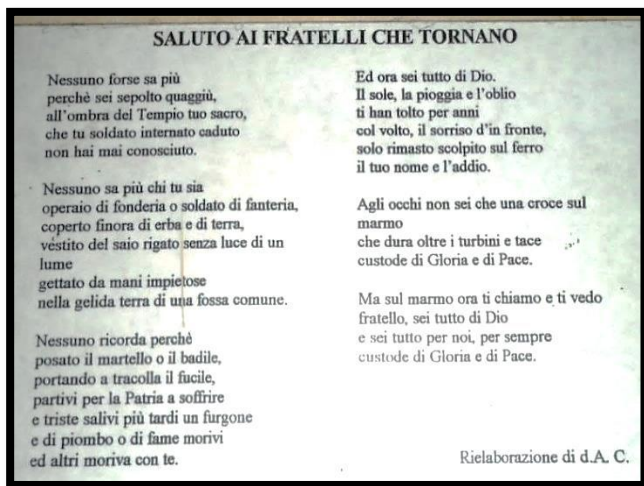 SALUTO AI FRATELLI CHE TORNANO
Nessuno forse sa più
perchè sei sepolto quaggiù,
all'ombra del Tempio tuo sacro,
che tu soldato internato caduto
non hai mai conosciuto.
Nessuno sa più chi tu sia
operaio di fonderia o soldato di fanteria,
coperto finora di erba e di terra,
vestito del saio rigato senza luce di un
lume
gettato da mani impietose
nella gelida terra di una fossa comune.
Nessuno ricorda perchè
posato il martello o il badile,
portando a tracolla il fucile,
partivi per la Patria a soffrire
e triste salivi più tardi un furgone
e di piombo o di fame morivi
ed altri moriva con te.
Ed ora sei tutto di Dio.
Il sole, la pioggia e l'oblio
ti han tolto per anni
col volto, il sorriso d'in fronte,
solo rimasto scolpito sul ferro
il tuo nome e l'addio.
Agli occhi non sei che una croce sul
marmo
che dura oltre i turbini e tace
custode di Gloria e di Pace.
Ma sul marmo ora ti chiamo e ti vedo
fratello, sei tutto di Dio
e sei tutto per noi, per sempre
custode di Gloria e di Pace.
Rielaborazione di d.A. C.